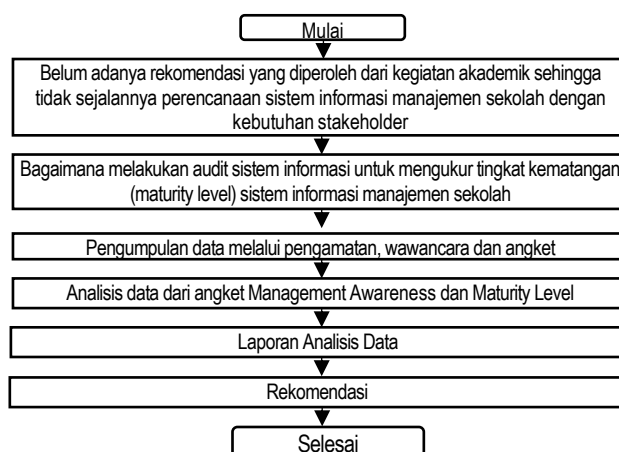 Mulai
Belum adanya rekomendasi yang diperoleh dari kegiatan akademik sehingga
tidak sejalannya perencanaan sistem informasi manajemen sekolah dengan
kebutuhan stakeholder
Bagaimana melakukan audit sistem informasi untuk mengukur tingkat kematangan
(maturity level) sistem informasi manajemen sekolah
Pengumpulan data melalui pengamatan, wawancara dan angket
Analisis data dari angket Management Awareness dan Maturity Level
Laporan Analisis Data
Rekomendasi
Selesai